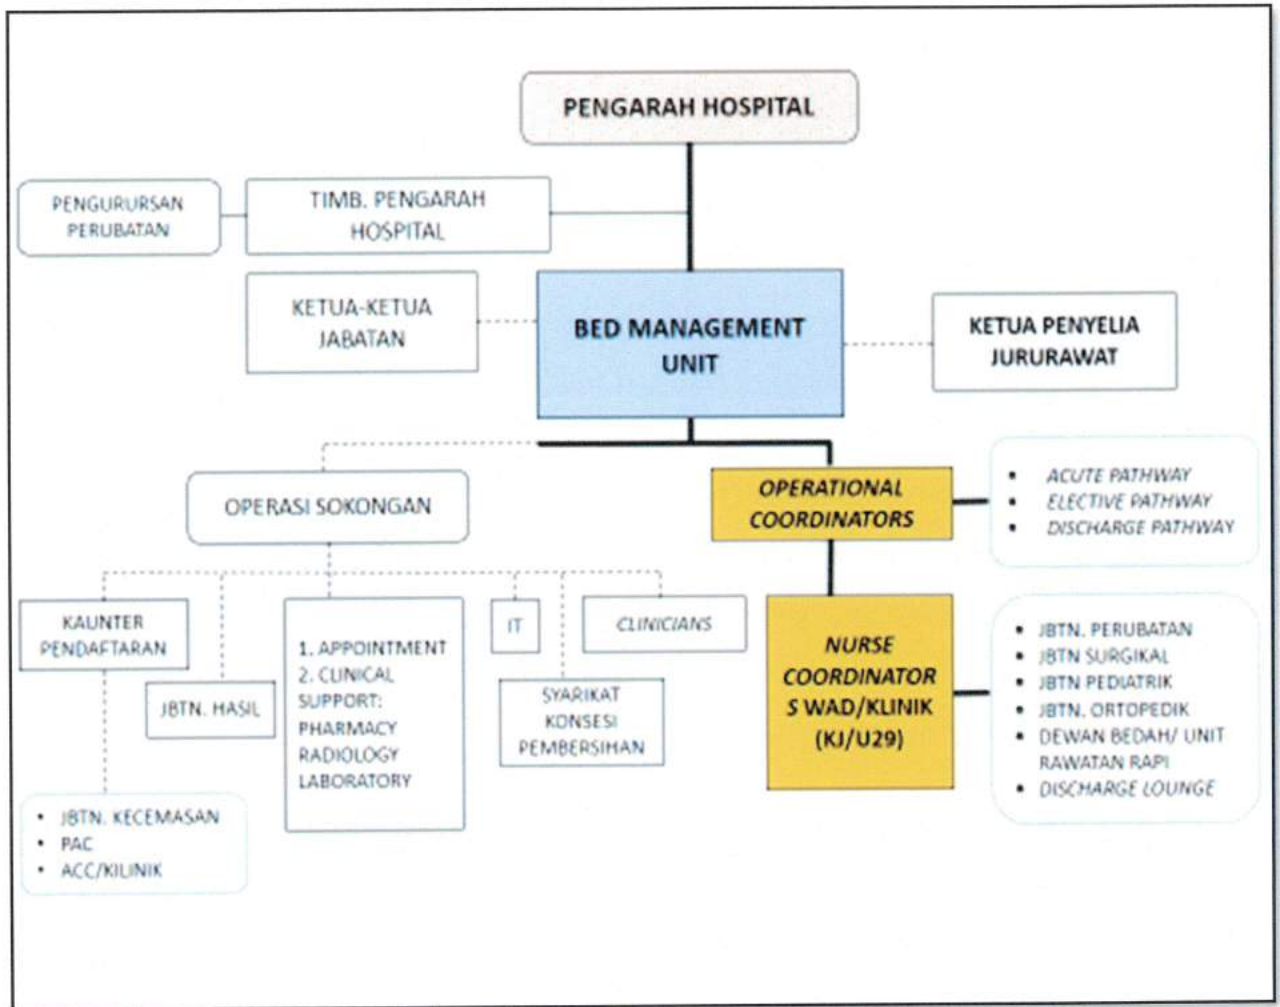 PENGARAH HOSPITAL
PENGURURSAN
PERUBATAN
TIMB. PENGARAH
HOSPITAL
KETUA-KETUA
JABATAN
BED MANAGEMENT
UNIT
KETUA PENYELIA
JURURAWAT
OPERASI SOKONGAN
OPERATIONAL
COORDINATORS
• ACUTE PATHWAY
• ELECTIVE PATHWAY
• DISCHARGE PATHWAY
KAUNTER
PENDAFTARAN
JBTN. HASIL
1. APPOINTMENT
2. CLINICAL
SUPPORT:
PHARMACY
RADIOLOGY
LABORATORY
IT
SYARIKAT
KONSESI
PEMBERSIHAN
CLINICIANS
NURSE
COORDINATOR
S WAD/KLINIK
(KJ/U29)
• JBTN. PERUBATAN
• JBTN SURGIKAL
• JBTN PEDIATRIK
• JBTN. ORTOPEDIK
• DEWAN BEDAH/ UNIT
RAWATAN RAPI
• DISCHARGE LOUNGE
• JBTN. KECEMASAN
• PAC
• ACC/KILINIK